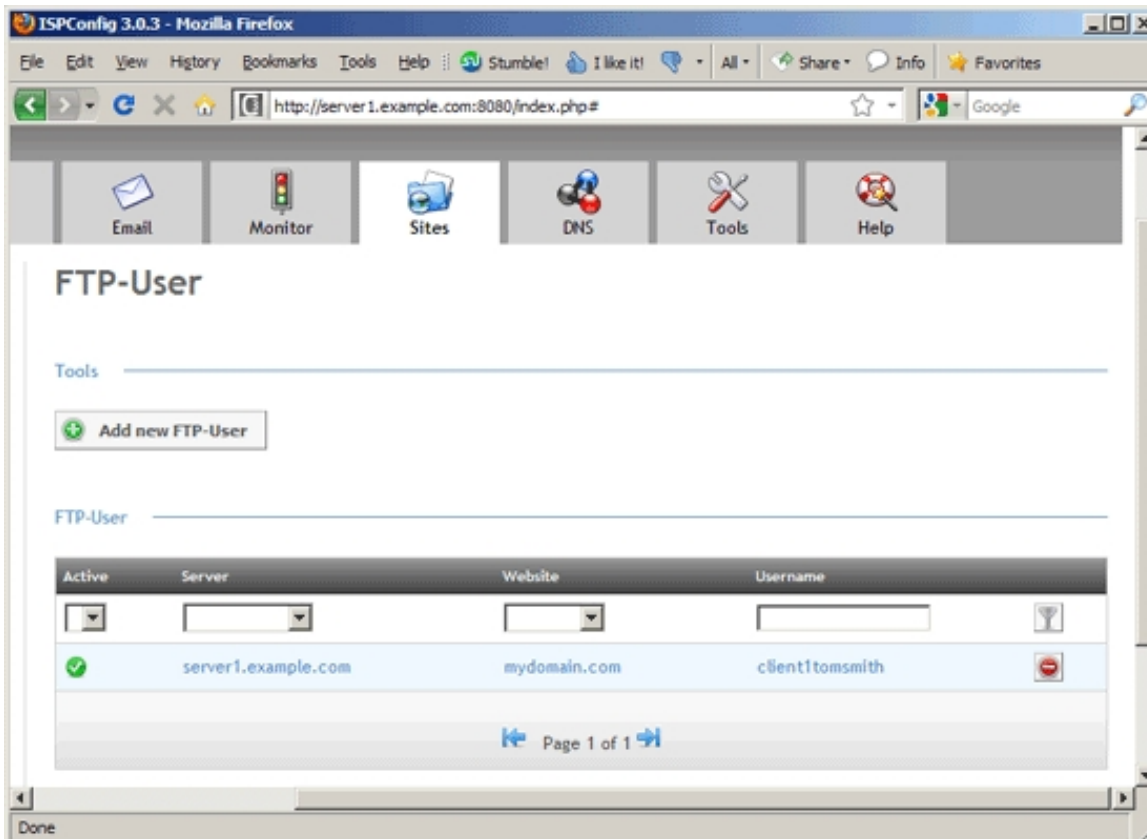 ISPConfig 3.0.3 - Mozilla Firefox
File Edit View History Bookmarks Tools Help Stumble! I like it! All Share Info Favorites
http://server1.example.com:8080/index.php# Google
Email Monitor Sites DNS Tools Help
FTP-User
Tools
Add new FTP-User
FTP-User
Active Server Website Username
server1.example.com mydomain.com client1tomsmith
Page 1 of 1
Done